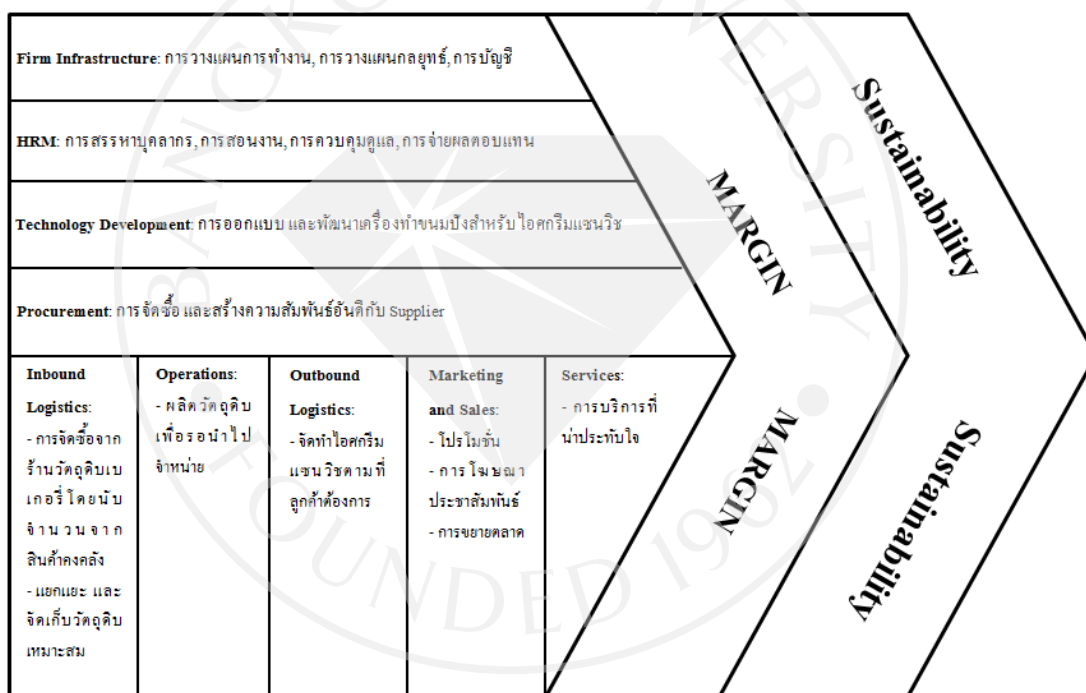 Firm Infrastructure: การวางแผนการทำงาน, การวางแผนกลยุทธ์, การบัญชี
HRM: การสรรหาบุคลากร, การสอนงาน, การควบคุมดูแล, การจ่ายผลตอบแทน
Technology Development: การออกแบบ และพัฒนาเครื่องทำขนมปังสำหรับไอศกรีมแซนวิช
Procurement: การจัดซื้อ และสร้างความสัมพันธ์อันดีกับ Supplier
Inbound
Logistics:
- การจัดซื้อจาก
ร้านวัตถุดิบเบ
เกอรี่ โดยนับ
จำนวนจาก
สินค้าคงคลัง
- แยกแยะ และ
จัดเก็บวัตถุดิบ
เหมาะสม
Operations:
- ผลิตวัตถุดิบ
เพื่อรอนำไป
จำหน่าย
Outbound
Logistics:
- จัดทำไอศกรีม
แซนวิชตามที่
ลูกค้าต้องการ
Marketing
and Sales:
- โปรโมชั่น
- การโฆษณา
ประชาสัมพันธ์
- การขยายตลาด
Services:
- การบริการที่
น่าประทับใจ
MARGIN
MARGIN
Sustainability
Sustainability
BANGKOK UNIVERSITY
FOUNDED 1962